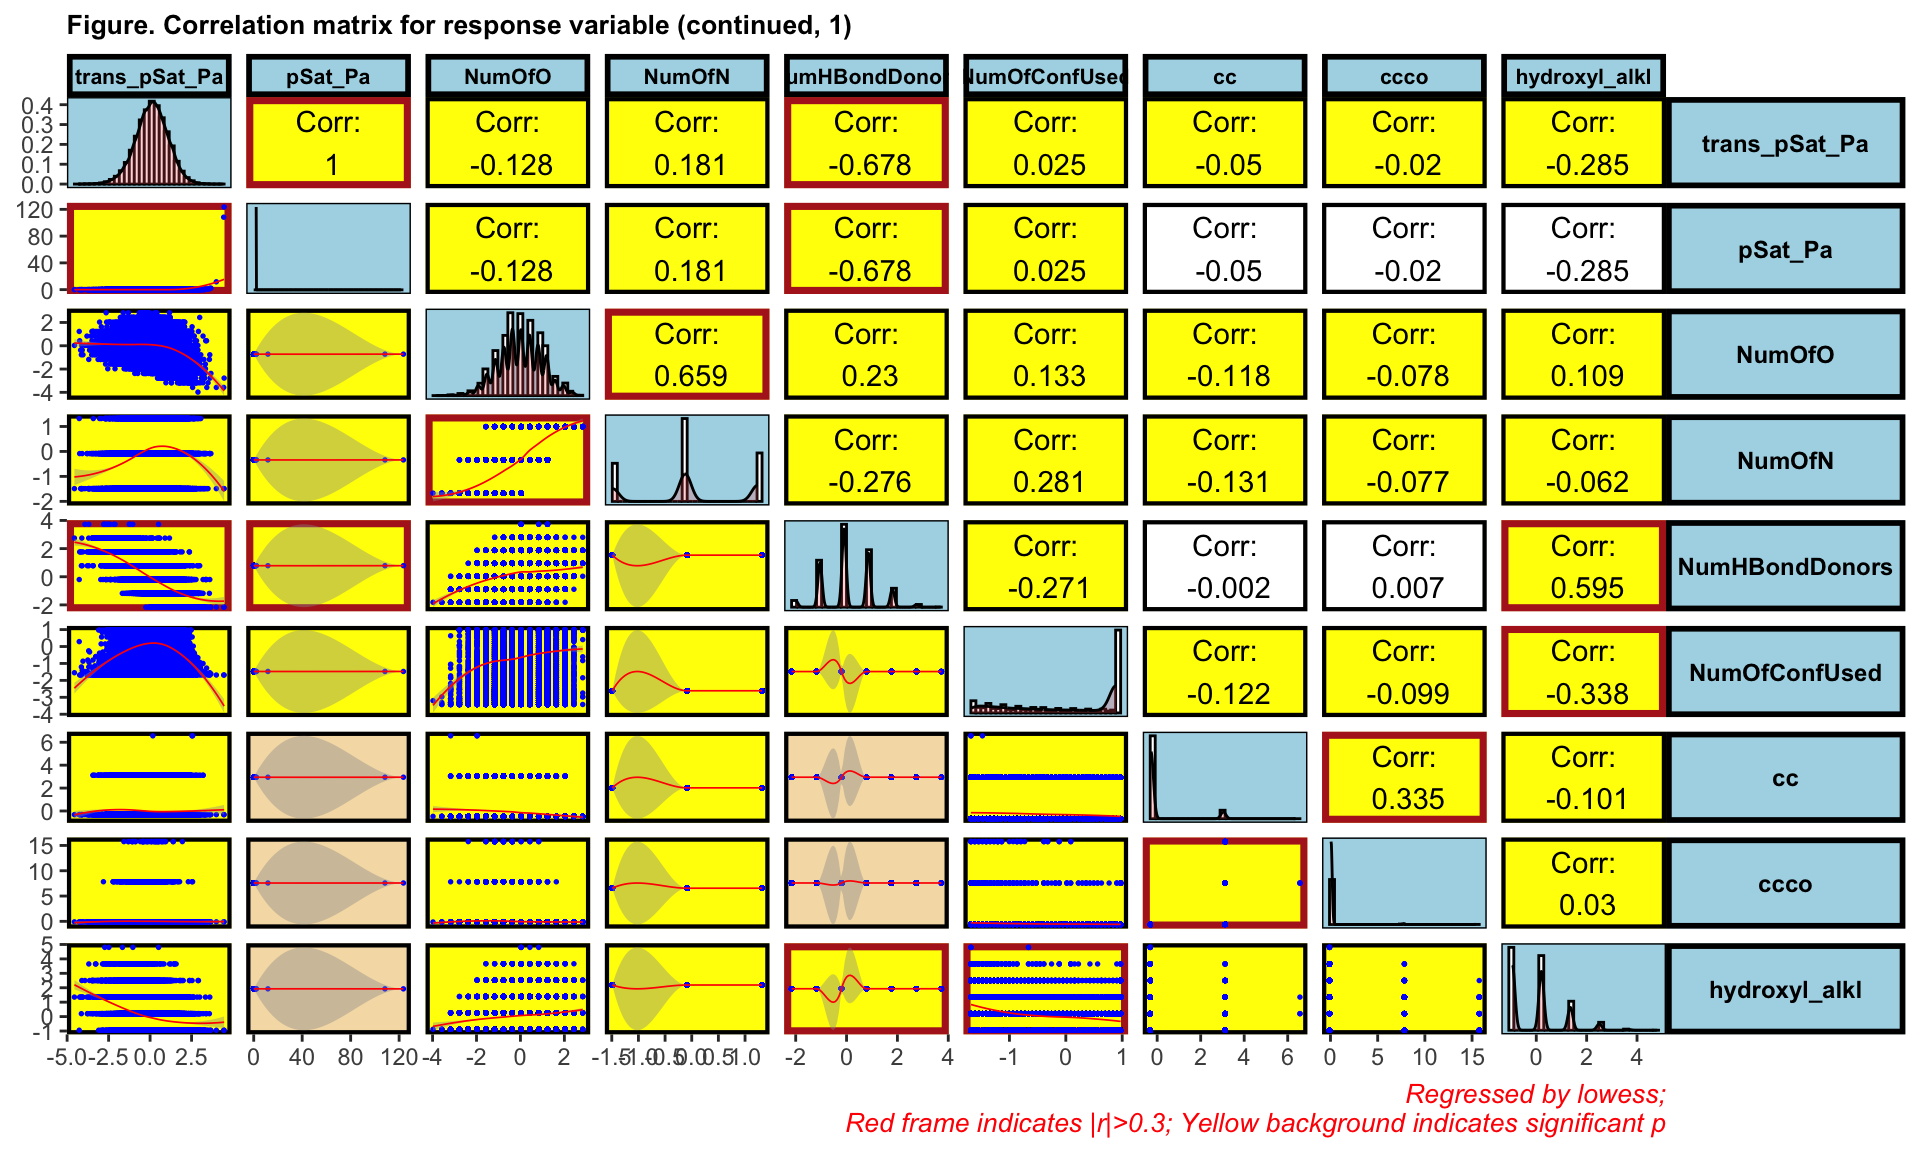 Figure. Correlation matrix for response variable (continued, 1)
trans_pSat_Pa pSat_Pa NumOfO NumOfN umHBondDonor NumOfConfUsed cc ccco hydroxyl_alkl
0.4
0.3
0.2
0.1
0.0
Corr: Corr: Corr: Corr: Corr: Corr: Corr: Corr:
1 -0.128 0.181 -0.678 0.025 -0.05 -0.02 -0.285
trans_pSat_Pa
120
80
40
0
Corr: Corr: Corr: Corr: Corr: Corr: Corr:
-0.128 0.181 -0.678 0.025 -0.05 -0.02 -0.285
pSat_Pa
2
0
-2
-4
Corr: Corr: Corr: Corr: Corr: Corr:
0.659 0.23 0.133 -0.118 -0.078 0.109
NumOfO
1
0
-1
-2
Corr: Corr: Corr: Corr: Corr:
-0.276 0.281 -0.131 -0.077 -0.062
NumOfN
4
2
0
-2
Corr: Corr: Corr: Corr:
-0.271 -0.002 0.007 0.595
NumHBondDonors
1
0
-1
-2
-3
-4
Corr: Corr: Corr:
-0.122 -0.099 -0.338
NumOfConfUsed
6
4
2
0
Corr: Corr:
0.335 -0.101
cc
15
10
5
0
Corr:
0.03
ccco
5
4
3
2
1
0
-1
hydroxyl_alkl
-5.0 -2.5 0.0 2.5 0 40 80 120 -4 -2 0 2 -1.5 -1.0 -0.5 0.0 0.5 1.0 -2 0 2 4 -1 0 1 0 2 4 6 0 5 10 15 0 2 4
Regressed by lowess;
Red frame indicates |r|>0.3; Yellow background indicates significant p